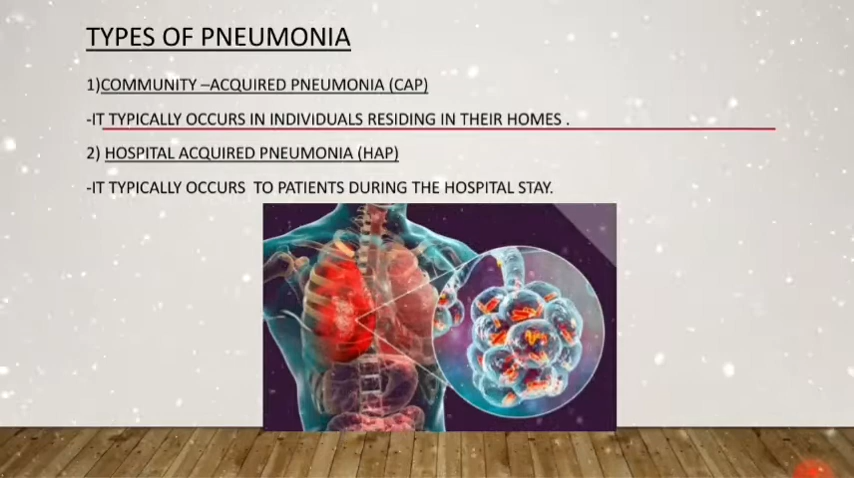 TYPES OF PNEUMONIA
1)COMMUNITY –ACQUIRED PNEUMONIA (CAP)
-IT TYPICALLY OCCURS IN INDIVIDUALS RESIDING IN THEIR HOMES .
2) HOSPITAL ACQUIRED PNEUMONIA (HAP)
-IT TYPICALLY OCCURS  TO PATIENTS DURING THE HOSPITAL STAY.